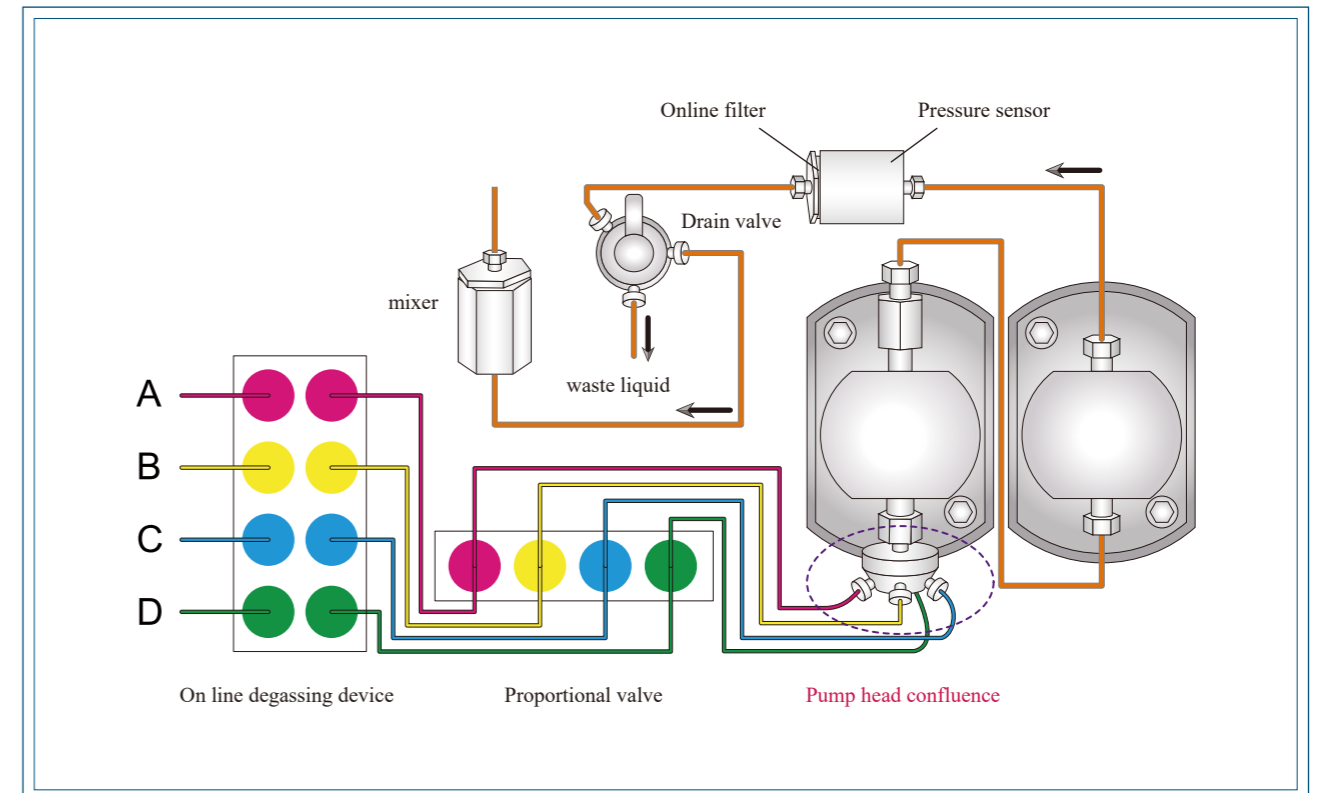 Online filter
Pressure sensor
Drain valve
mixer
waste liquid
A
B
C
D
On line degassing device
Proportional valve
Pump head confluence